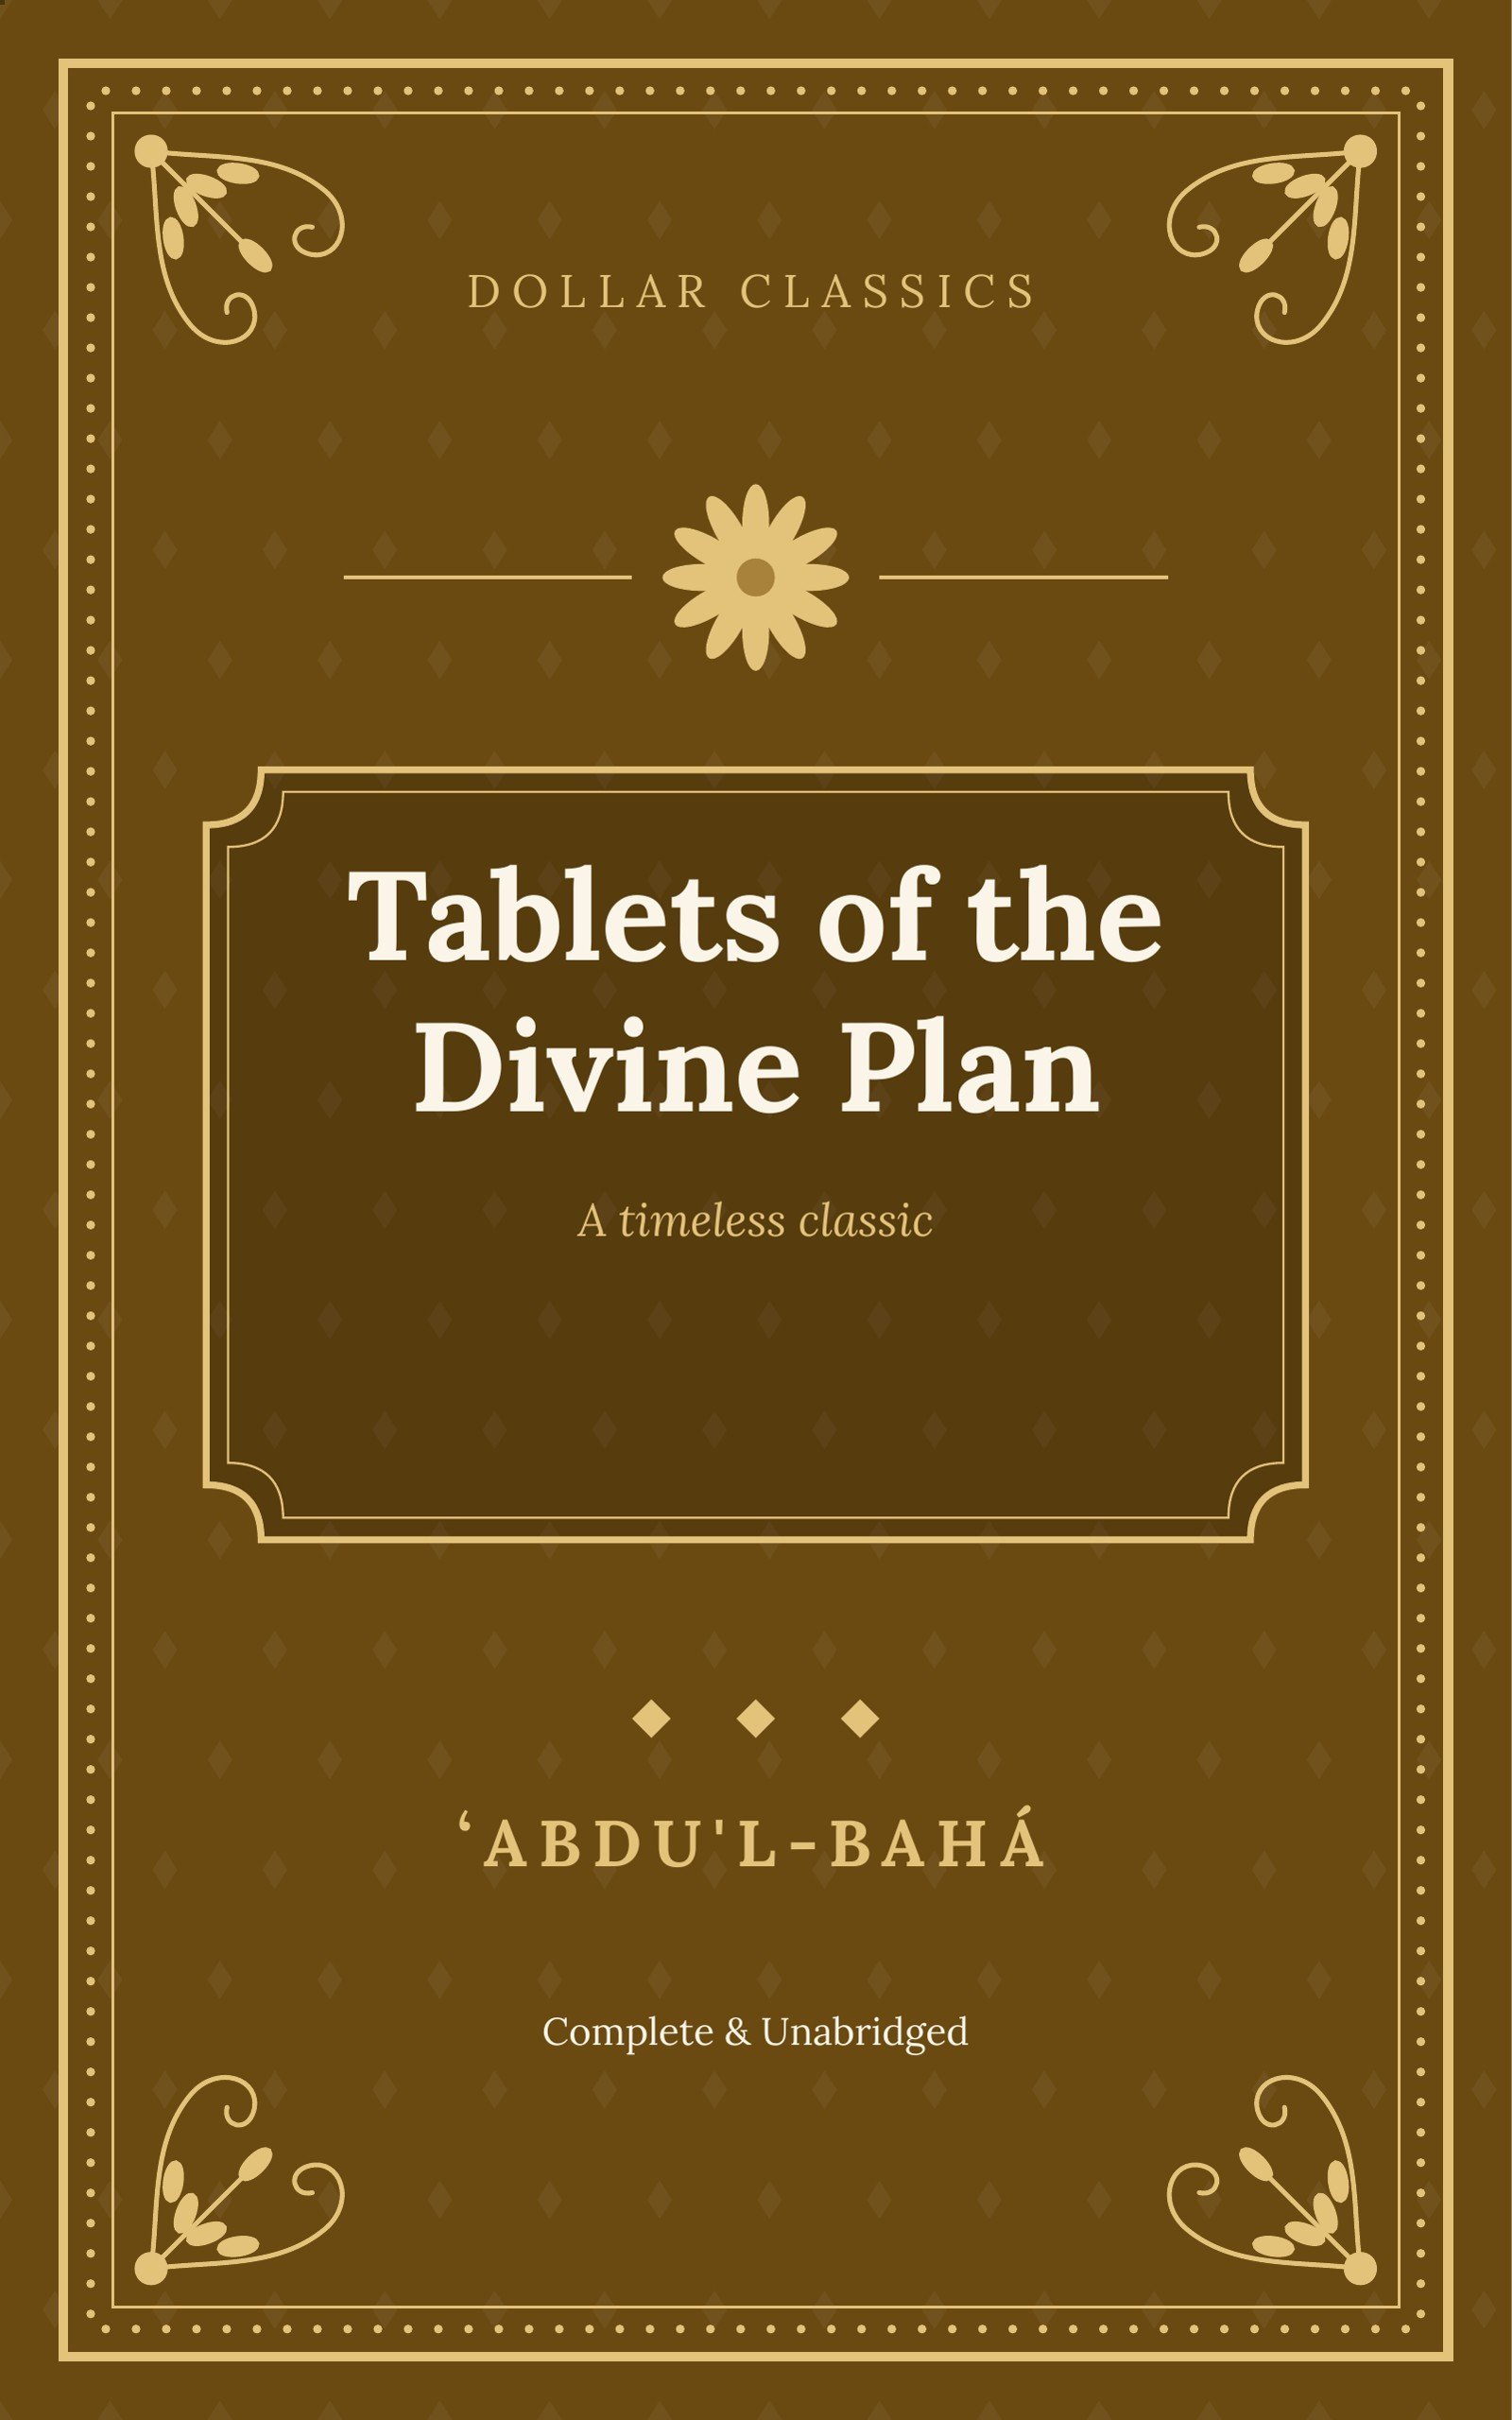 DOLLAR CLASSICS
Tablets of the
Divine Plan
A timeless classic
‘ABDU'L-BAHÁ
Complete & Unabridged